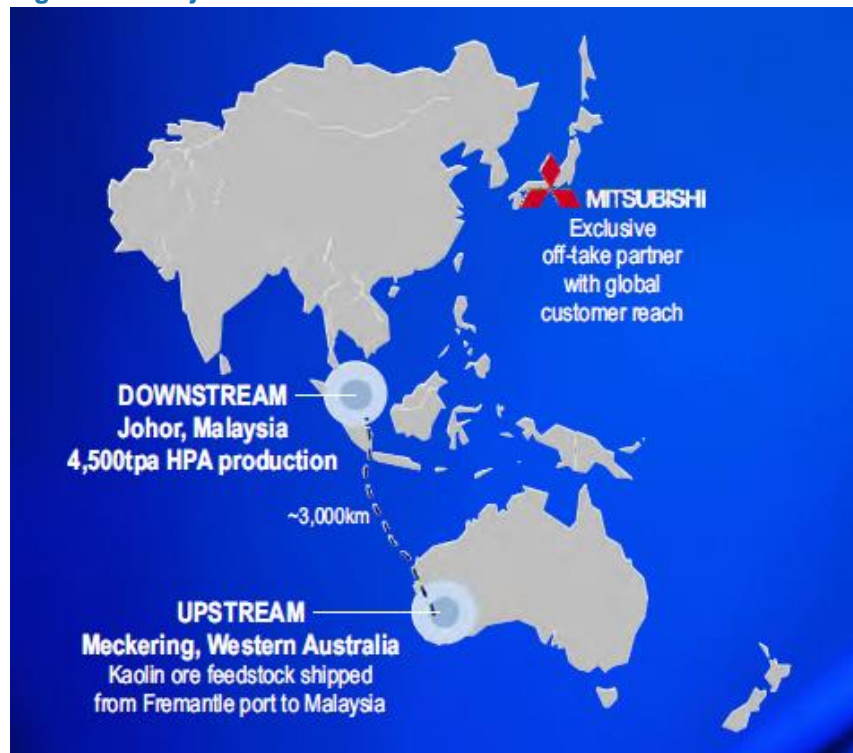 MITSUBISHI
Exclusive
off-take partner
with global
customer reach
DOWNSTREAM
Johor, Malaysia
4,500tpa HPA production
~3,000km
UPSTREAM
Meckering, Western Australia
Kaolin ore feedstock shipped
from Fremantle port to Malaysia